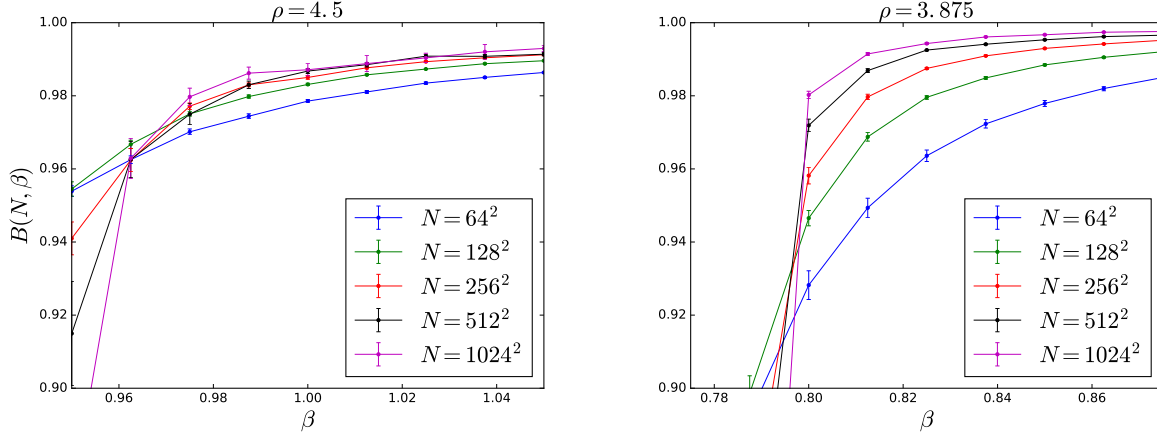 ρ = 4.5
1.00
0.98
0.96
0.94
0.92
0.90
B(N, β)
0.96
0.98
1.00
1.02
1.04
β
N = 64²
N = 128²
N = 256²
N = 512²
N = 1024²
ρ = 3.875
1.00
0.98
0.96
0.94
0.92
0.90
0.78
0.80
0.82
0.84
0.86
β
N = 64²
N = 128²
N = 256²
N = 512²
N = 1024²